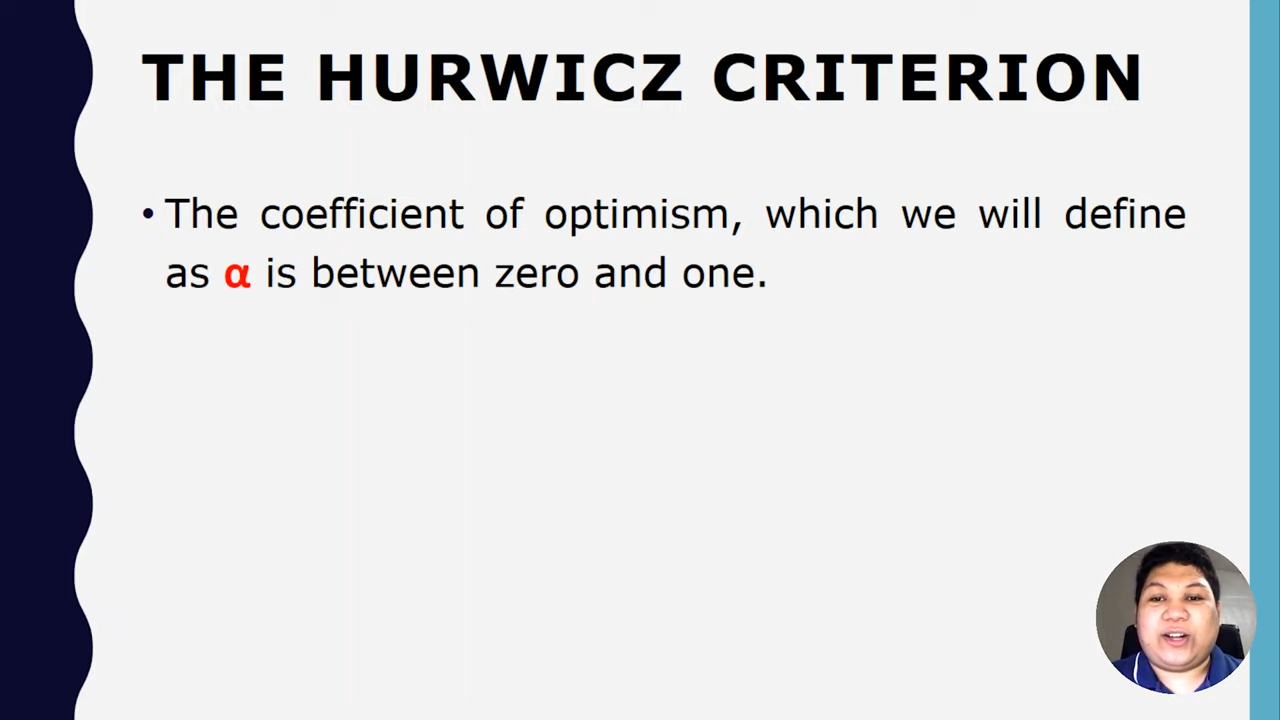 THE HURWICZ CRITERION
• The coefficient of optimism, which we will define
as α is between zero and one.